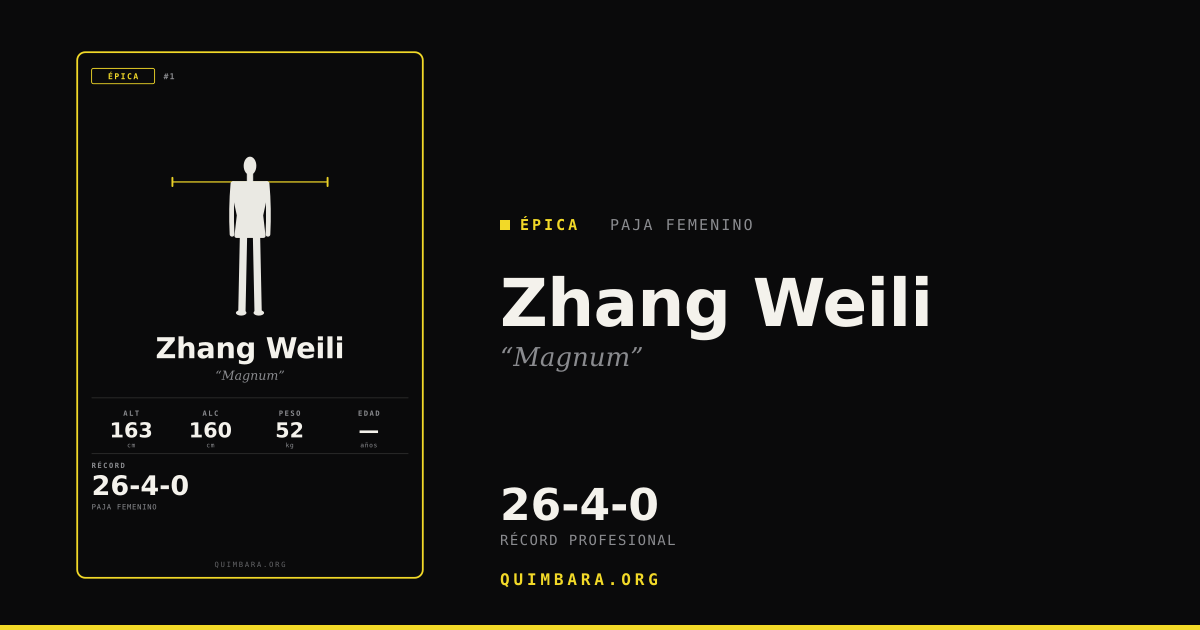 ÉPICA #1
Zhang Weili
“Magnum”
ALT ALC PESO EDAD
163 160 52 —
cm cm kg años
RÉCORD
26-4-0
PAJA FEMENINO
QUIMBARA.ORG
ÉPICA PAJA FEMENINO
Zhang Weili
“Magnum”
26-4-0
RÉCORD PROFESIONAL
QUIMBARA.ORG